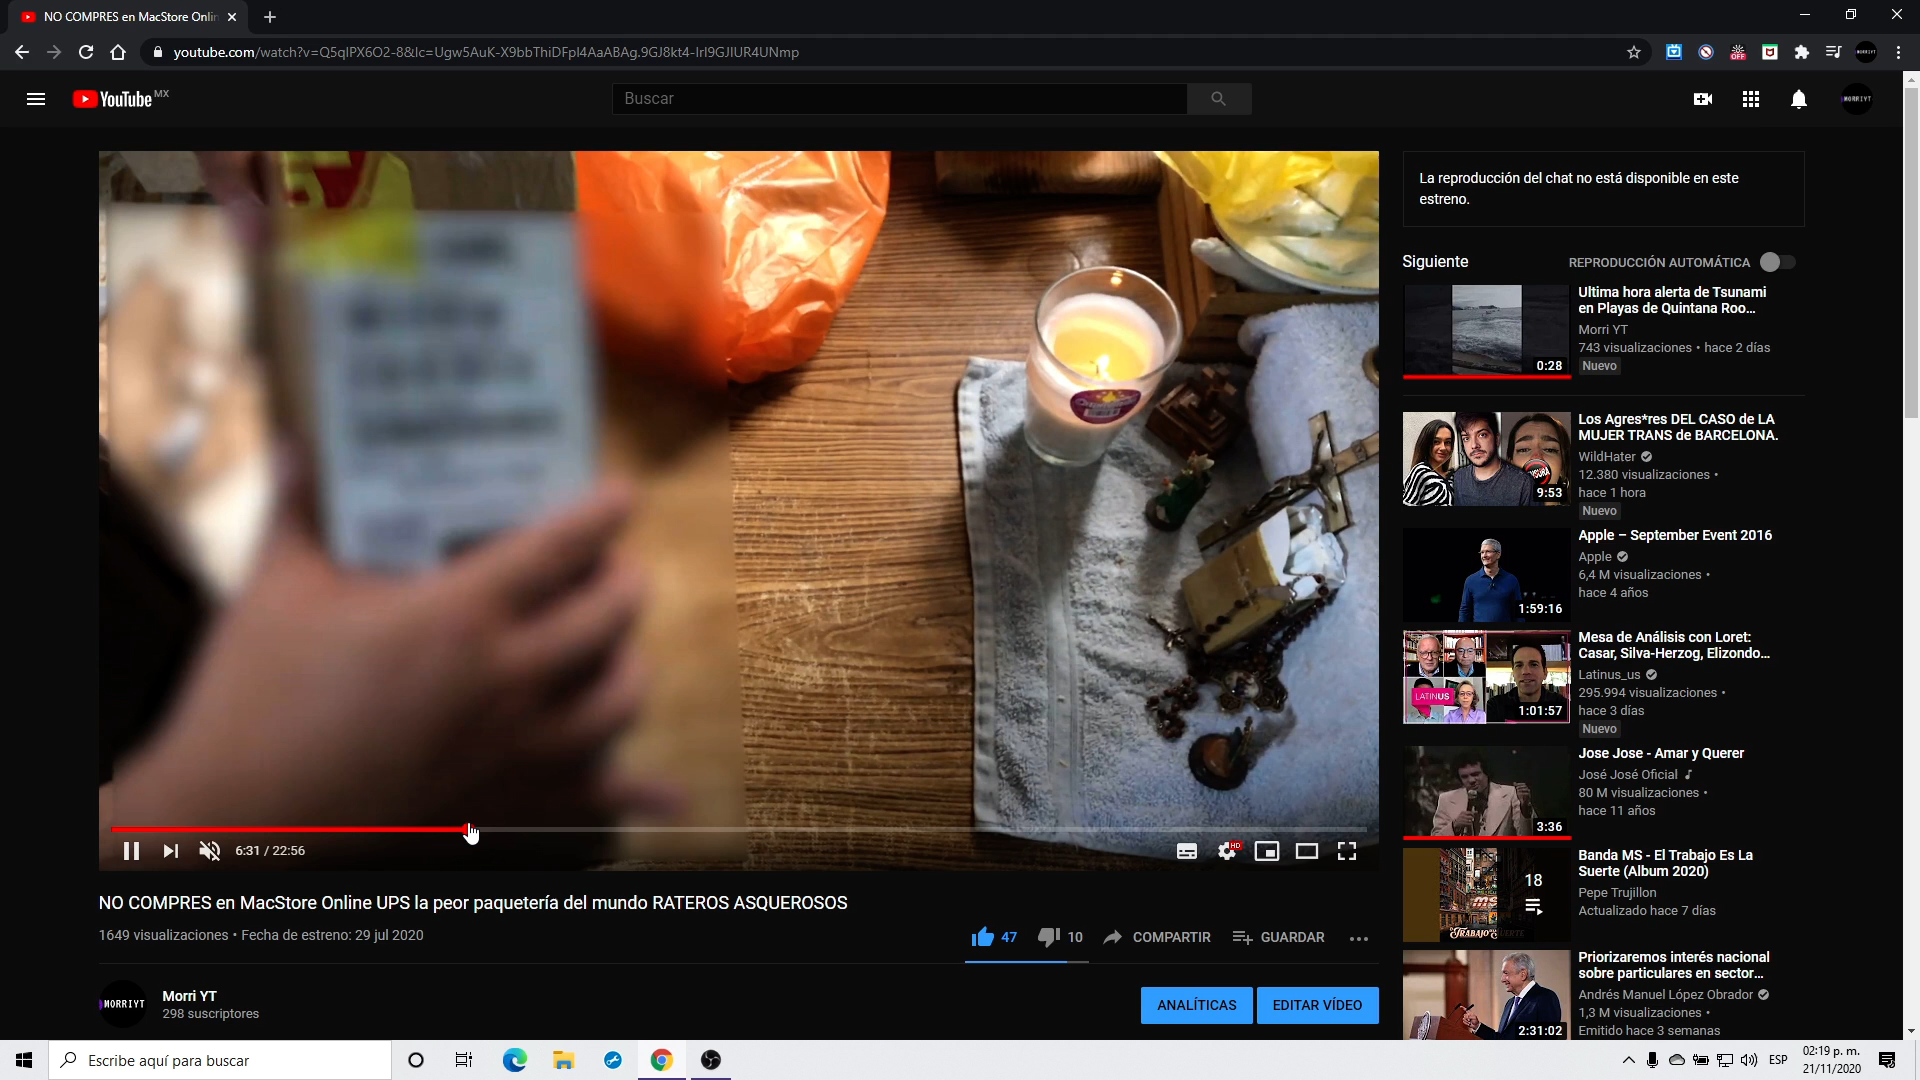 NO COMPRES en MacStore Onlin
youtube.com/watch?v=Q5qIPX6O2-8&lc=Ugw5AuK-X9bbThiDFpl4AaABAg.9GJ8kt4-Irl9GJIUR4UNmp
OFF
YouTube MX
Buscar
MORRIYT
La reproducción del chat no está disponible en este
estreno.
Siguiente
REPRODUCCIÓN AUTOMÁTICA
Ultima hora alerta de Tsunami
en Playas de Quintana Roo...
Morri YT
743 visualizaciones • hace 2 días
Nuevo
0:28
Los Agres*res DEL CASO de LA
MUJER TRANS de BARCELONA.
WildHater
12.380 visualizaciones •
hace 1 hora
Nuevo
9:53
Apple – September Event 2016
Apple
6,4 M visualizaciones •
hace 4 años
1:59:16
Mesa de Análisis con Loret:
Casar, Silva-Herzog, Elizondo...
Latinus_us
295.994 visualizaciones •
hace 3 días
Nuevo
LATINUS
1:01:57
Jose Jose - Amar y Querer
José José Oficial
80 M visualizaciones •
hace 11 años
3:36
Banda MS - El Trabajo Es La
Suerte (Album 2020)
Pepe Trujillon
Actualizado hace 7 días
18
Priorizaremos interés nacional
sobre particulares en sector...
Andrés Manuel López Obrador
1,3 M visualizaciones •
Emitido hace 3 semanas
2:31:02
6:31 / 22:56
HD
NO COMPRES en MacStore Online UPS la peor paquetería del mundo RATEROS ASQUEROSOS
1649 visualizaciones • Fecha de estreno: 29 jul 2020
47
10
COMPARTIR
GUARDAR
MORRIYT
Morri YT
298 suscriptores
ANALÍTICAS
EDITAR VÍDEO
Escribe aquí para buscar
ESP
02:19 p. m.
21/11/2020